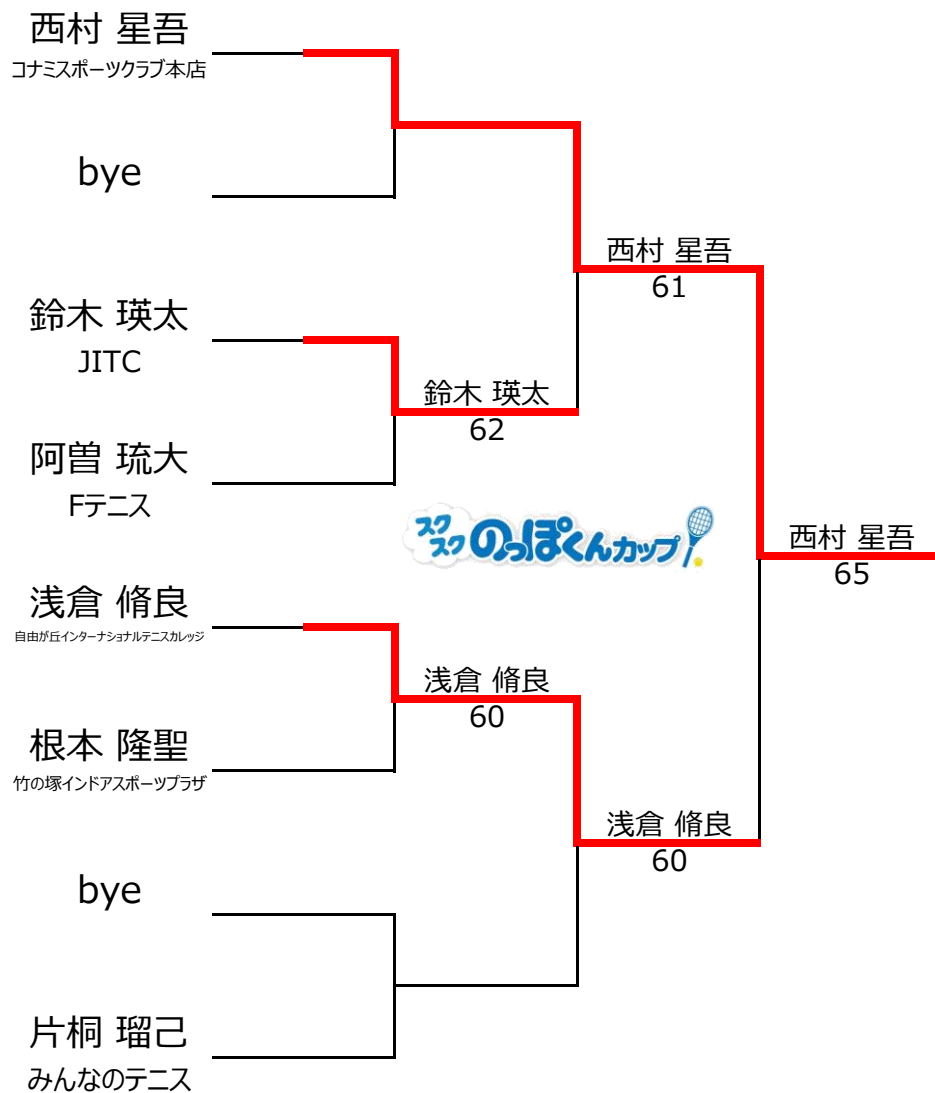 西村 星吾
コナミスポーツクラブ本店
bye
西村 星吾
61
鈴木 瑛太
JITC
鈴木 瑛太
62
阿曽 琉大
Fテニス
スクスク のっぽくんカップ
西村 星吾
65
浅倉 脩良
自由が丘インターナショナルテニスカレッジ
浅倉 脩良
60
根本 隆聖
竹の塚インドアスポーツプラザ
浅倉 脩良
60
bye
片桐 瑠己
みんなのテニス